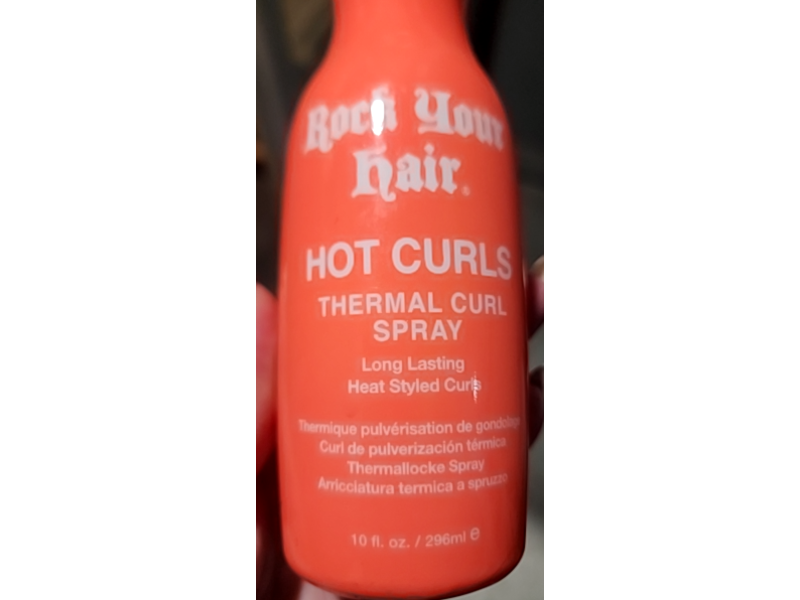 Rock Your
Hair®
HOT CURLS
THERMAL CURL
SPRAY
Long Lasting
Heat Styled Curls
Thermique pulvérisation de gondolage
Curl de pulverización térmica
Thermallocke Spray
Arricciatura termica a spruzzo
10 fl. oz. / 296ml ℮